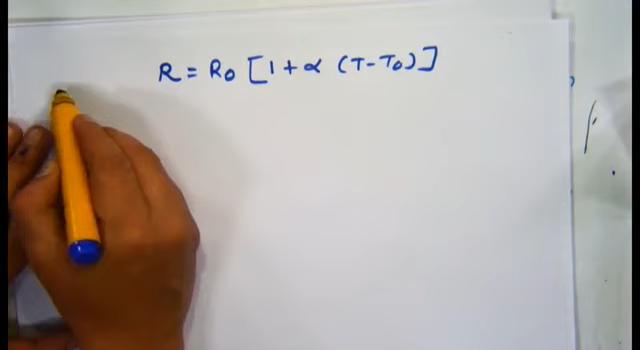 R = R₀ [1 + α (T - T₀)]